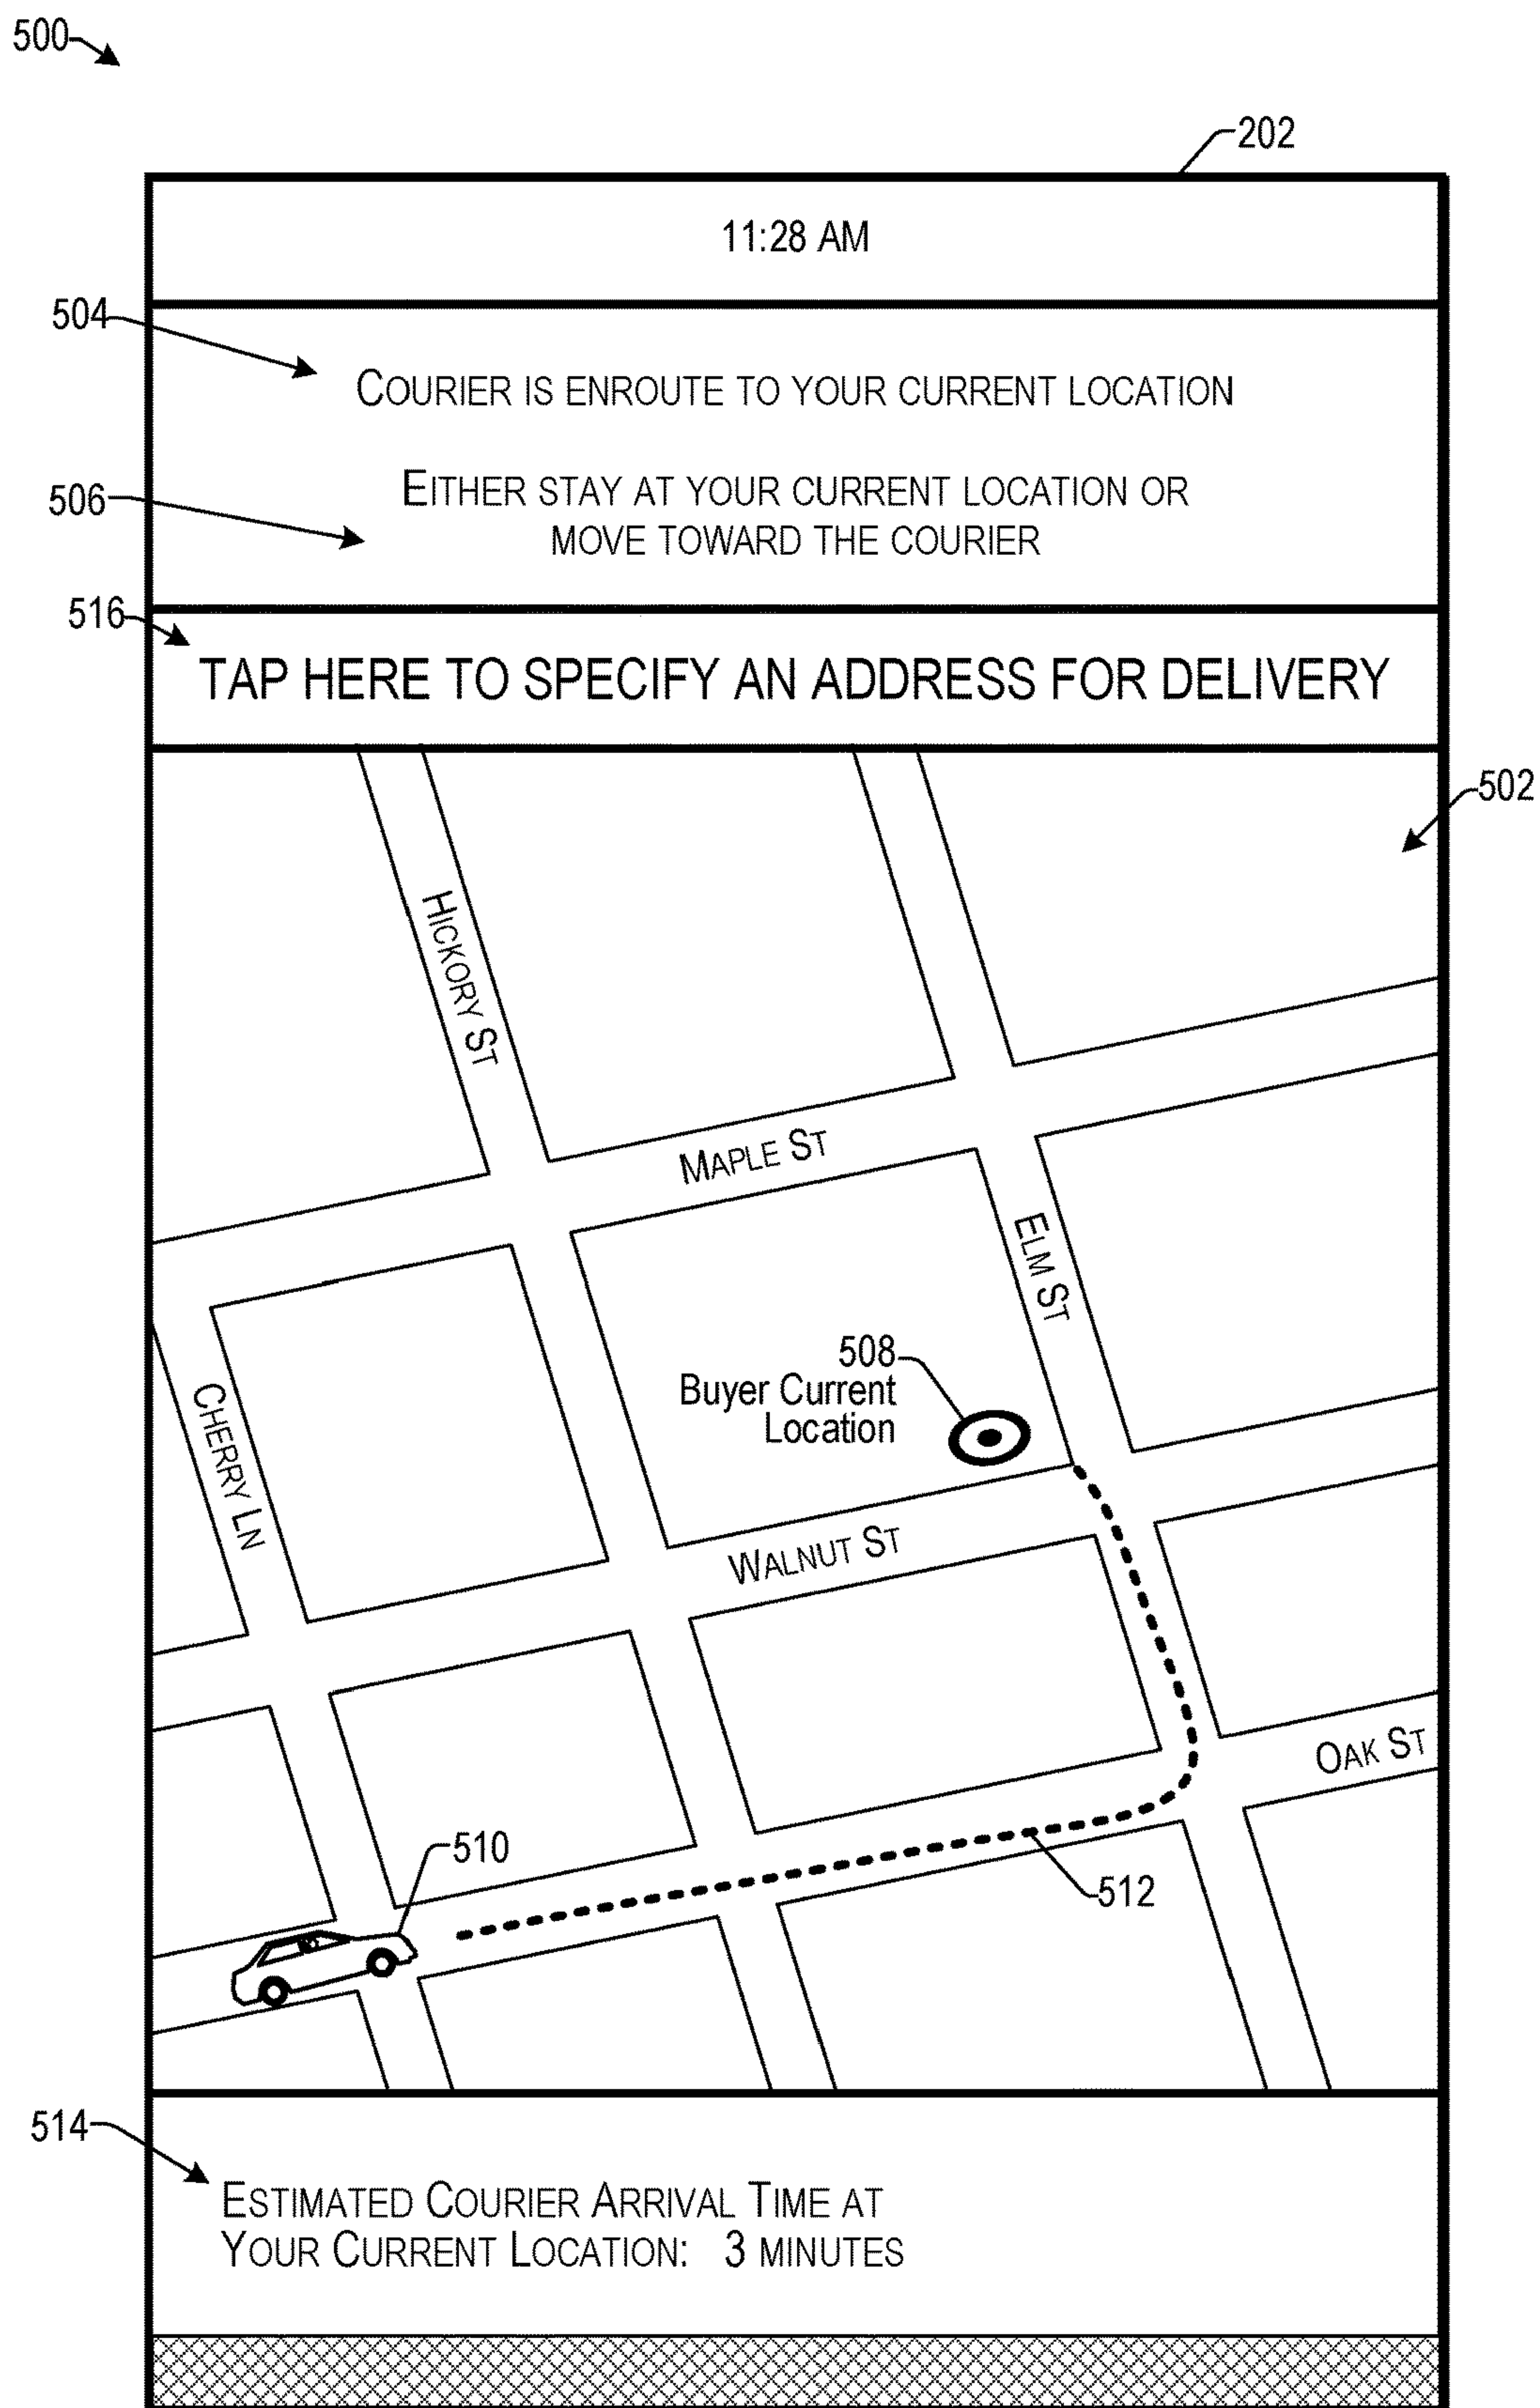 500
202
11:28 AM
504
COURIER IS ENROUTE TO YOUR CURRENT LOCATION
506
EITHER STAY AT YOUR CURRENT LOCATION OR
MOVE TOWARD THE COURIER
516
TAP HERE TO SPECIFY AN ADDRESS FOR DELIVERY
502
HICKORY ST
MAPLE ST
ELM ST
508
Buyer Current
Location
CHERRY LN
WALNUT ST
OAK ST
510
512
514
ESTIMATED COURIER ARRIVAL TIME AT
YOUR CURRENT LOCATION: 3 MINUTES